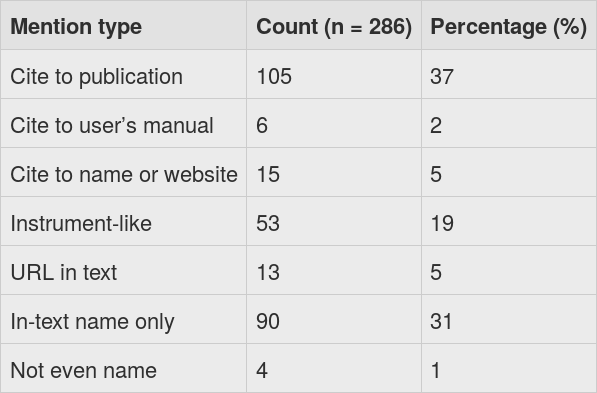 Mention type Count (n = 286) Percentage (%)
Cite to publication 105 37
Cite to user’s manual 6 2
Cite to name or website 15 5
Instrument-like 53 19
URL in text 13 5
In-text name only 90 31
Not even name 4 1